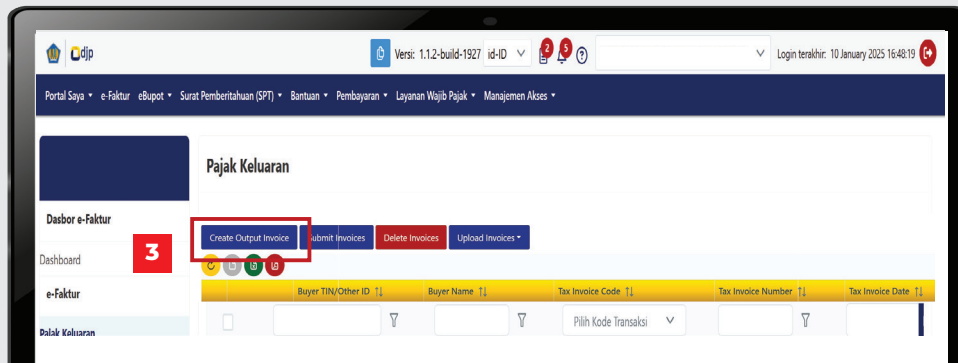 djp
Versi: 1.1.2-build-1927 id-ID 2 Login terakhir: 10 January 2025 16:48:19
Portal Saya e-Faktur eBupot Surat Pemberitahuan (SPT) Bantuan Pembayaran Layanan Wajib Pajak Manajemen Akses
Pajak Keluaran
Dasbor e-Faktur
Create Output Invoice Submit Invoices Delete Invoices Upload Invoices
Dashboard
3
e-Faktur
Buyer TIN/Other ID Buyer Name Tax Invoice Code Tax Invoice Number Tax Invoice Date
Pilih Kode Transaksi
Pajak Keluaran